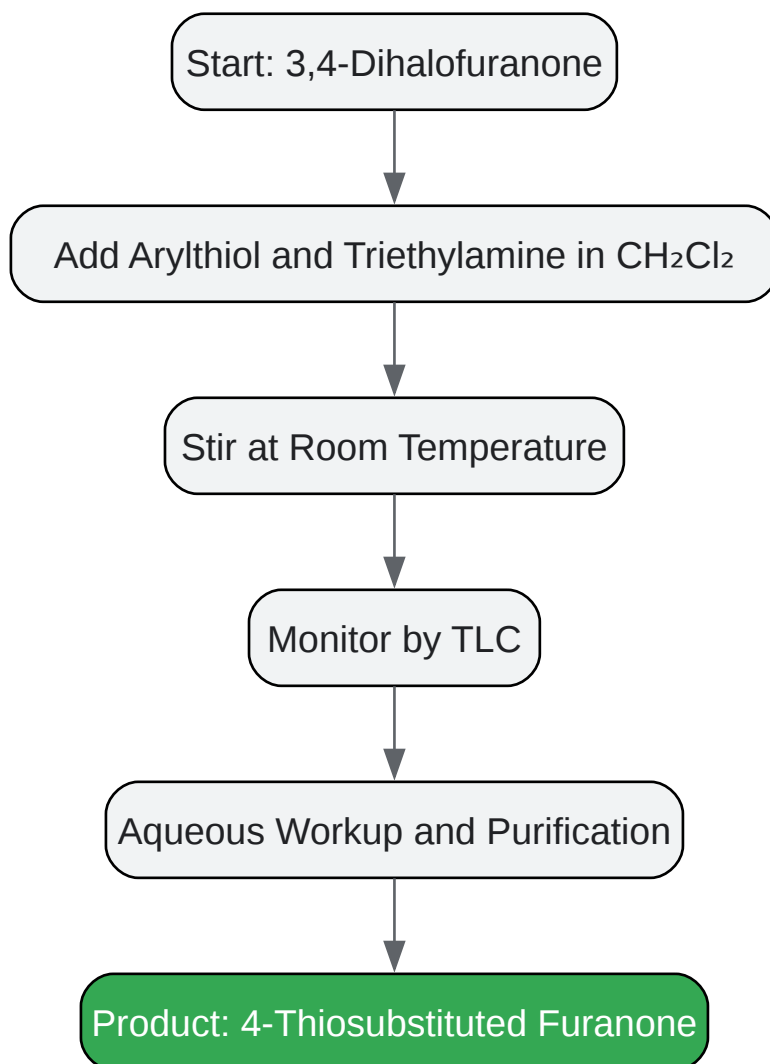 Start: 3,4-Dihalofuranone
Add Arylthiol and Triethylamine in CH₂Cl₂
Stir at Room Temperature
Monitor by TLC
Aqueous Workup and Purification
Product: 4-Thiosubstituted Furanone